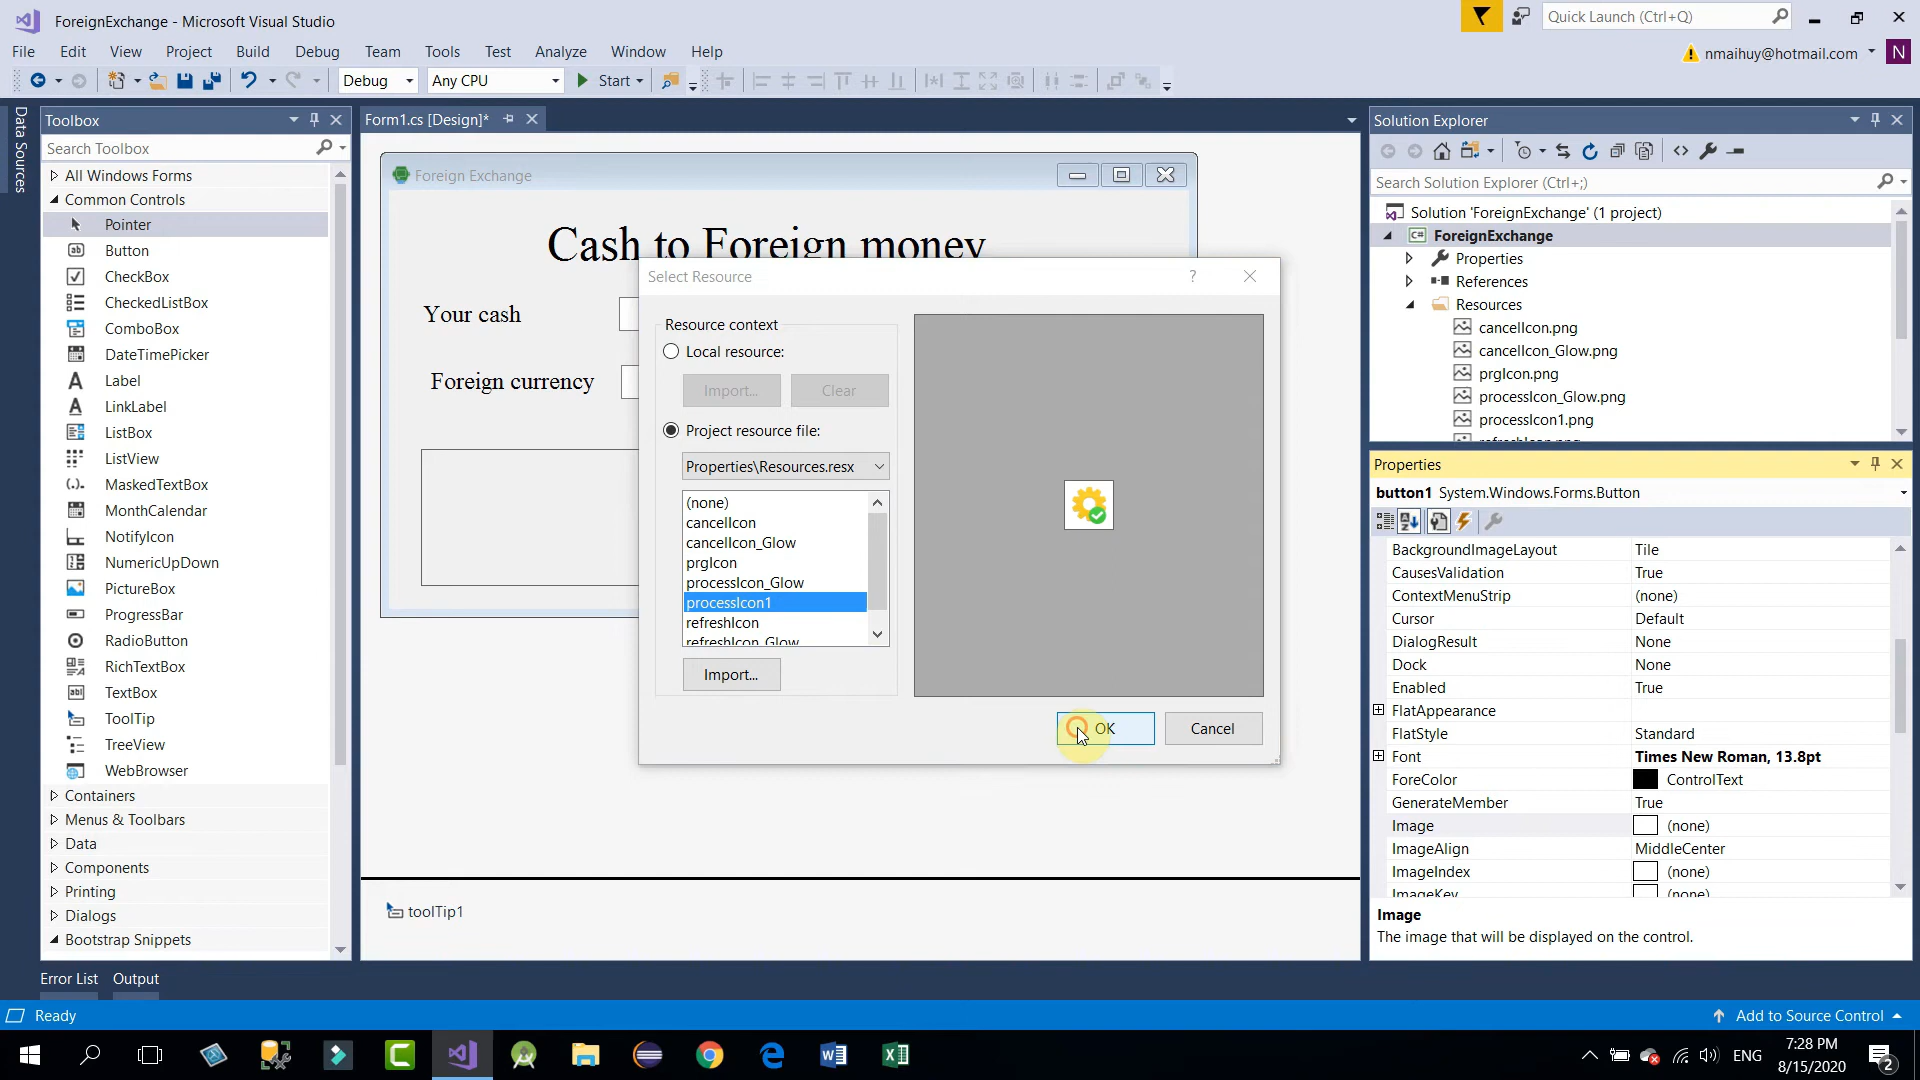 ForeignExchange - Microsoft Visual Studio
Quick Launch (Ctrl+Q)
File Edit View Project Build Debug Team Tools Test Analyze Window Help
nmaihuy@hotmail.com N
Debug Any CPU Start
Data Sources
Toolbox
Search Toolbox
All Windows Forms
Common Controls
Pointer
Button
CheckBox
CheckedListBox
ComboBox
DateTimePicker
Label
LinkLabel
ListBox
ListView
MaskedTextBox
MonthCalendar
NotifyIcon
NumericUpDown
PictureBox
ProgressBar
RadioButton
RichTextBox
TextBox
ToolTip
TreeView
WebBrowser
Containers
Menus & Toolbars
Data
Components
Printing
Dialogs
Bootstrap Snippets
Form1.cs [Design]*
Foreign Exchange
Cash to Foreign money
Your cash
Foreign currency
Select Resource ?
Resource context
Local resource:
Import... Clear
Project resource file:
Properties\Resources.resx
(none)
cancelIcon
cancelIcon_Glow
prgIcon
processIcon_Glow
processIcon1
refreshIcon
refreshIcon_Glow
Import...
OK Cancel
toolTip1
Solution Explorer
Search Solution Explorer (Ctrl+;)
Solution 'ForeignExchange' (1 project)
C# ForeignExchange
Properties
References
Resources
cancelIcon.png
cancelIcon_Glow.png
prgIcon.png
processIcon_Glow.png
processIcon1.png
refreshIcon.png
Properties
button1 System.Windows.Forms.Button
BackgroundImageLayout Tile
CausesValidation True
ContextMenuStrip (none)
Cursor Default
DialogResult None
Dock None
Enabled True
FlatAppearance
FlatStyle Standard
Font Times New Roman, 13.8pt
ForeColor ControlText
GenerateMember True
Image (none)
ImageAlign MiddleCenter
ImageIndex (none)
ImageKey (none)
Image
The image that will be displayed on the control.
Error List Output
Ready
Add to Source Control
ENG
7:28 PM
8/15/2020
2